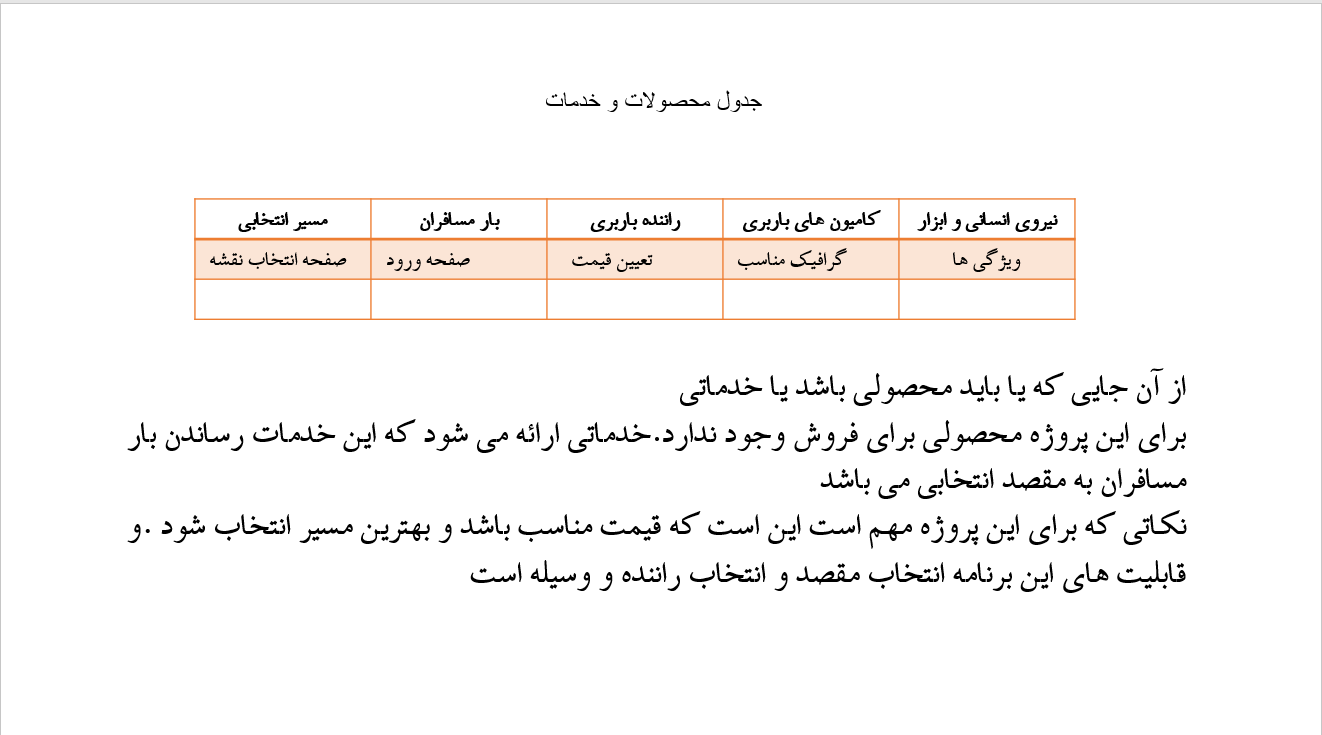 جدول محصولات و خدمات
نیروی انسانی و ابزار کامیون های باربری راننده باربری بار مسافران مسیر انتخابی
ویژگی ها گرافیک مناسب تعیین قیمت صفحه ورود صفحه انتخاب نقشه
از آن جایی که یا باید محصولی باشد یا خدماتی
برای این پروژه محصولی برای فروش وجود ندارد.خدماتی ارائه می شود که این خدمات رساندن بار
مسافران به مقصد انتخابی می باشد
نکاتی که برای این پروژه مهم است این است که قیمت مناسب باشد و بهترین مسیر انتخاب شود .و
قابلیت های این برنامه انتخاب مقصد و انتخاب راننده و وسیله است